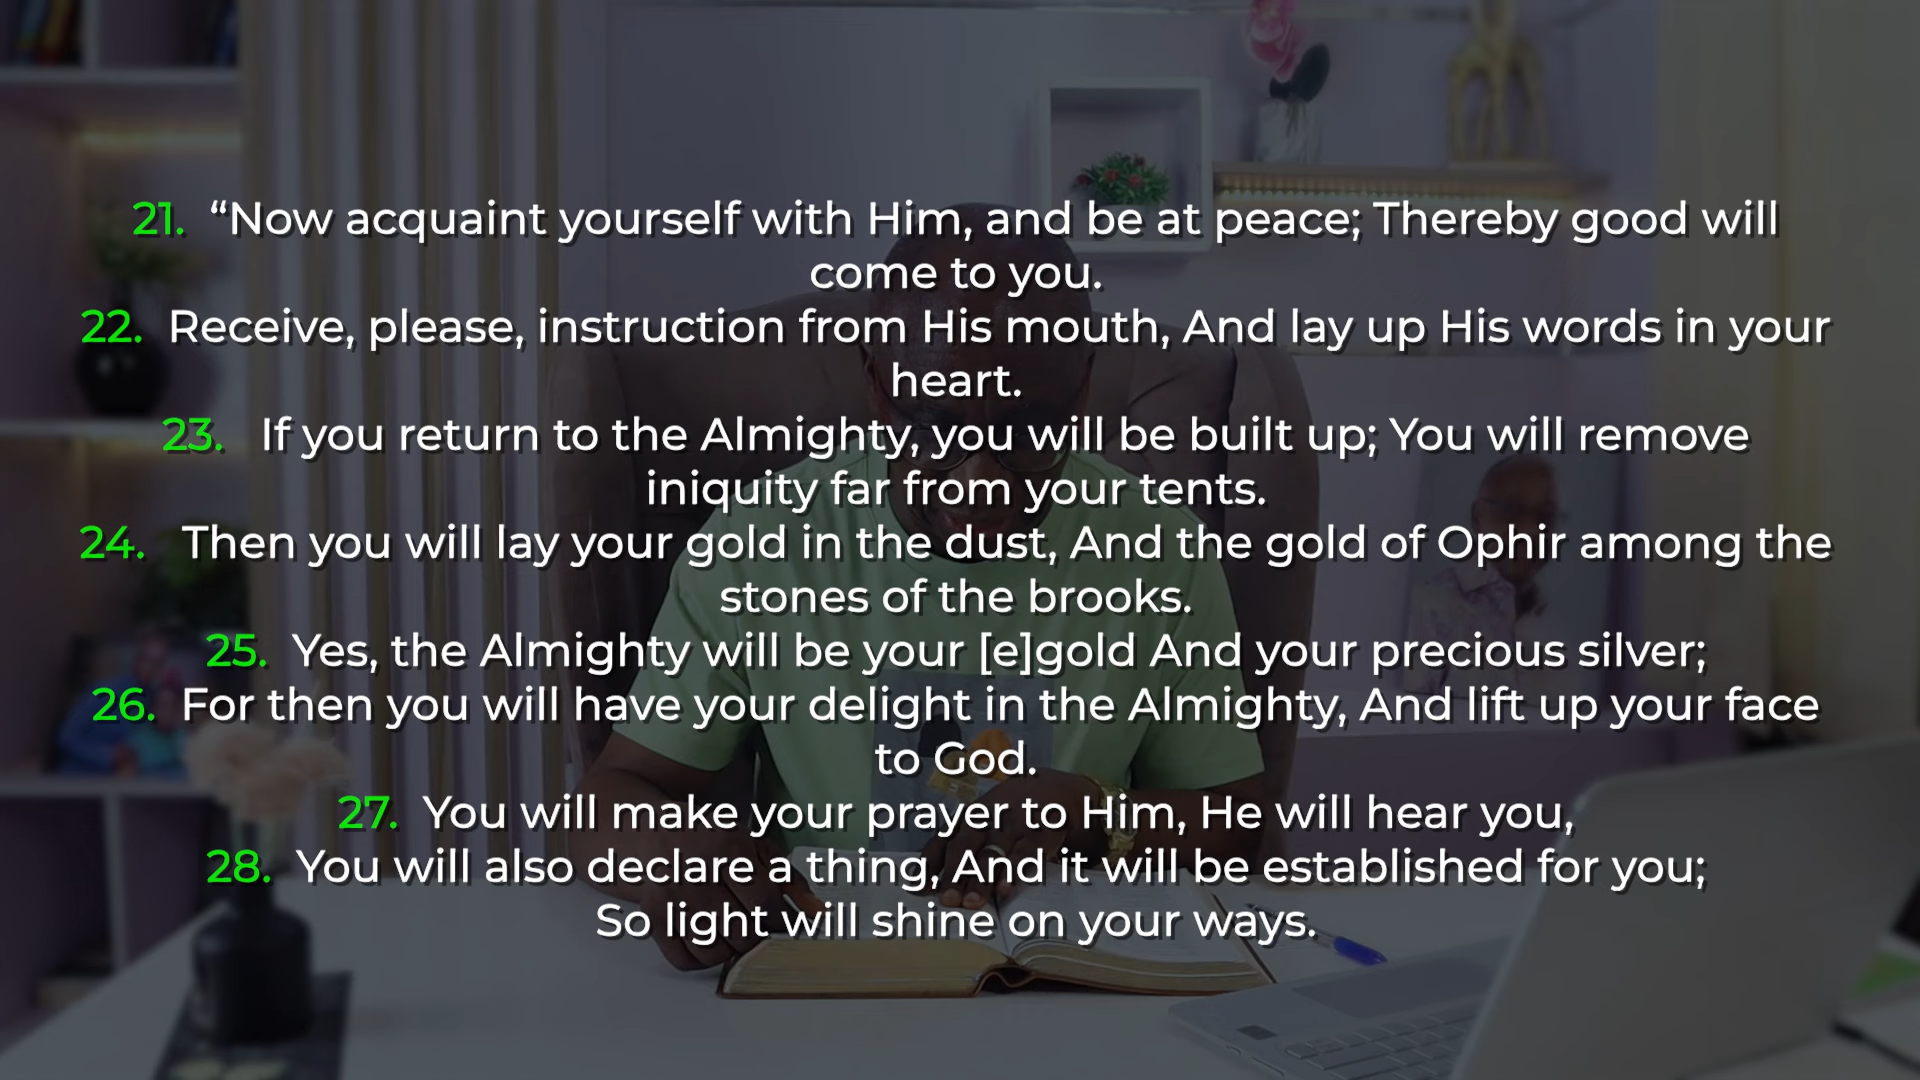 21. “Now acquaint yourself with Him, and be at peace; Thereby good will
come to you.
22. Receive, please, instruction from His mouth, And lay up His words in your
heart.
23. If you return to the Almighty, you will be built up; You will remove
iniquity far from your tents.
24. Then you will lay your gold in the dust, And the gold of Ophir among the
stones of the brooks.
25. Yes, the Almighty will be your [e]gold And your precious silver;
26. For then you will have your delight in the Almighty, And lift up your face
to God.
27. You will make your prayer to Him, He will hear you,
28. You will also declare a thing, And it will be established for you;
So light will shine on your ways.